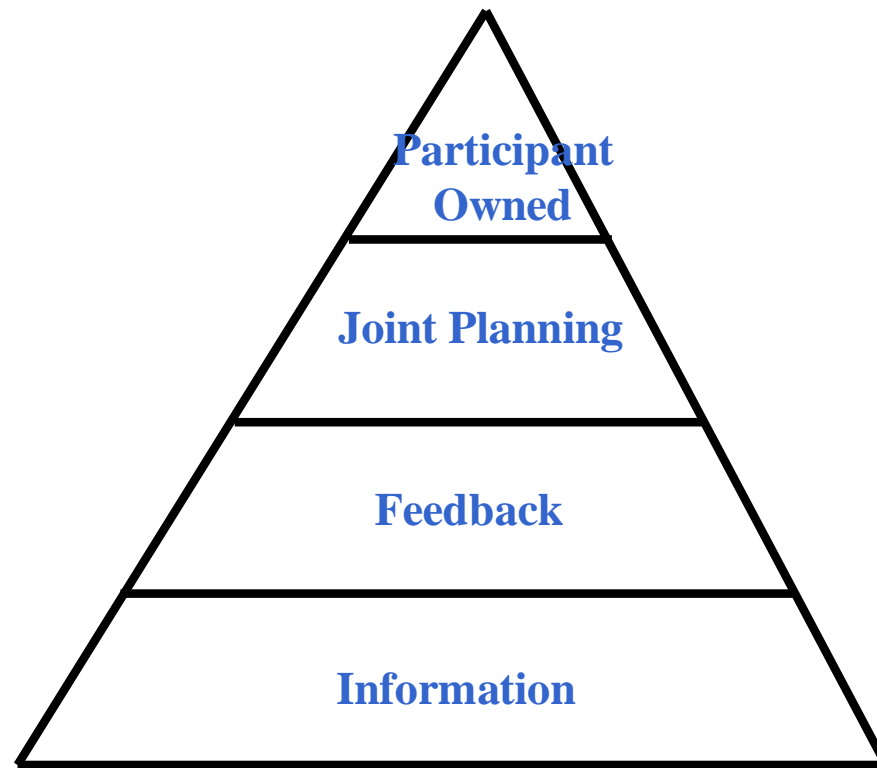 Participant
Owned
Joint Planning
Feedback
Information